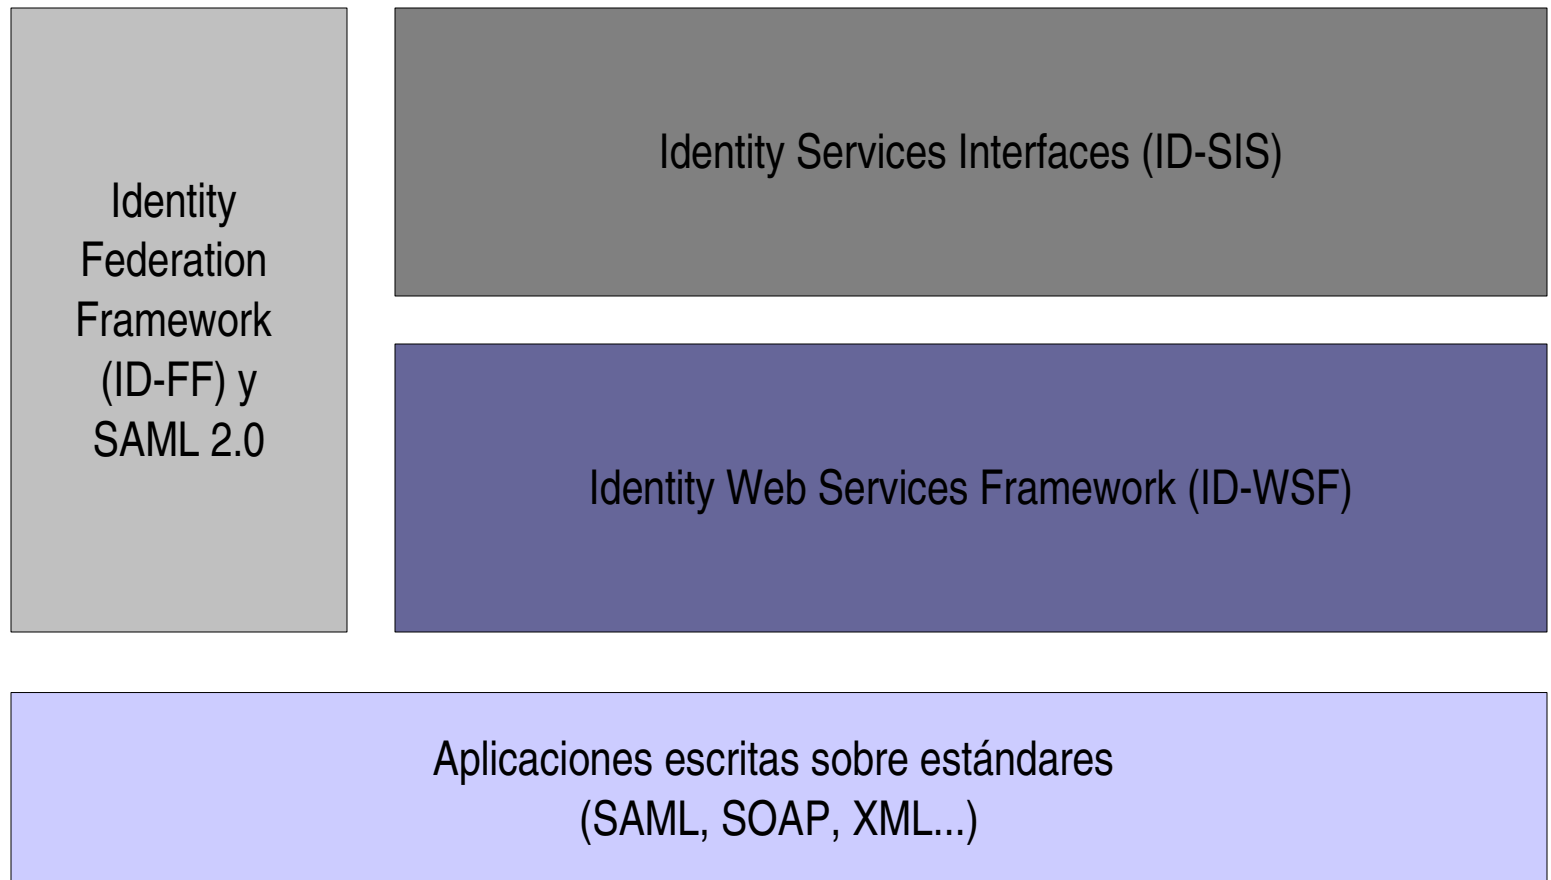 Identity
Federation
Framework
(ID-FF) y
SAML 2.0
Identity Services Interfaces (ID-SIS)
Identity Web Services Framework (ID-WSF)
Aplicaciones escritas sobre estándares
(SAML, SOAP, XML...)